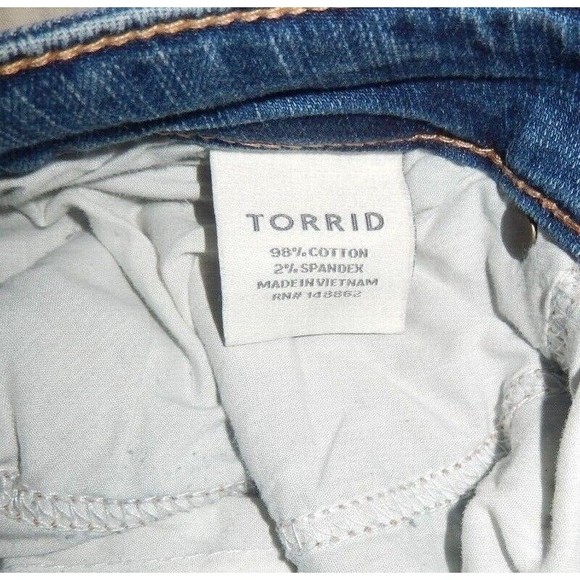 TORRID
98% COTTON
2% SPANDEX
MADE IN VIETNAM
RN# 148862